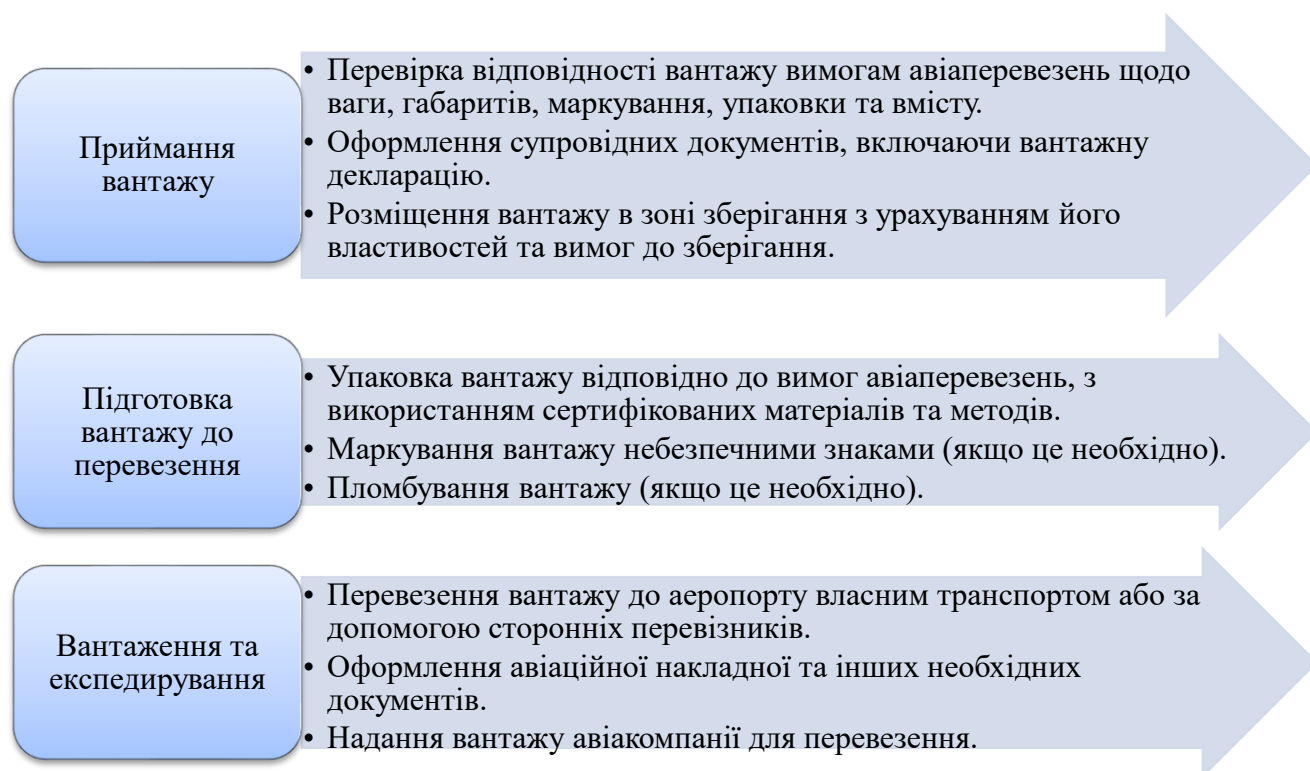 Приймання
вантажу
• Перевірка відповідності вантажу вимогам авіаперевезень щодо
ваги, габаритів, маркування, упаковки та вмісту.
• Оформлення супровідних документів, включаючи вантажну
декларацію.
• Розміщення вантажу в зоні зберігання з урахуванням його
властивостей та вимог до зберігання.
Підготовка
вантажу до
перевезення
• Упаковка вантажу відповідно до вимог авіаперевезень, з
використанням сертифікованих матеріалів та методів.
• Маркування вантажу небезпечними знаками (якщо це необхідно).
• Пломбування вантажу (якщо це необхідно).
Вантаження та
експедирування
• Перевезення вантажу до аеропорту власним транспортом або за
допомогою сторонніх перевізників.
• Оформлення авіаційної накладної та інших необхідних
документів.
• Надання вантажу авіакомпанії для перевезення.